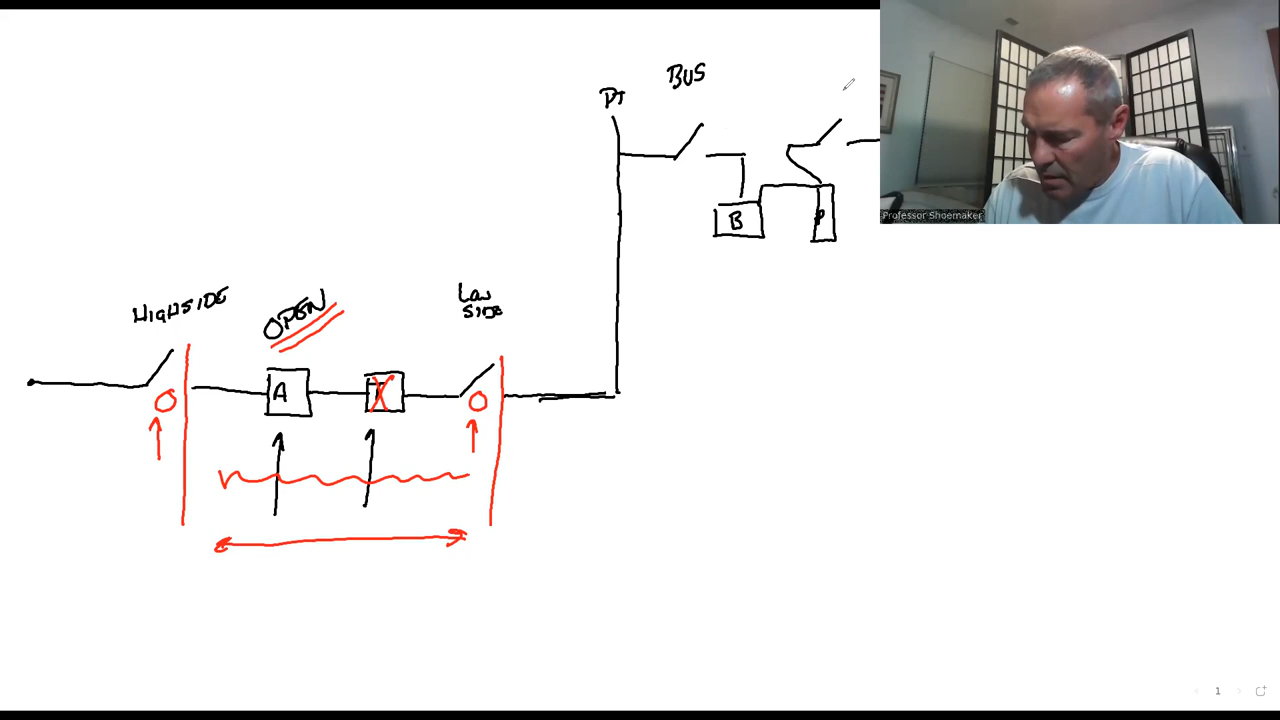 BUS
PT
B
P
Professor Shoemaker
HIGHSIDE
OPEN
Low
SIDE
A
1